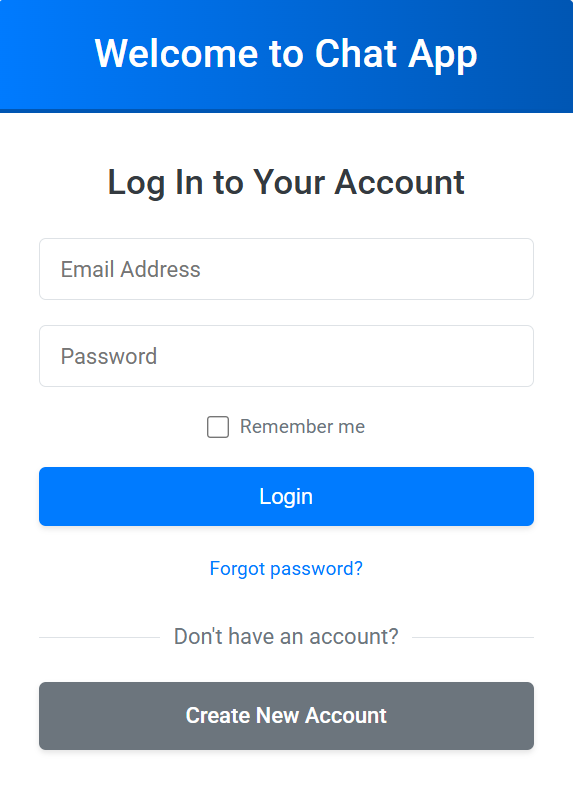 Welcome to Chat App
Log In to Your Account
Email Address
Password
Remember me
Login
Forgot password?
Don't have an account?
Create New Account